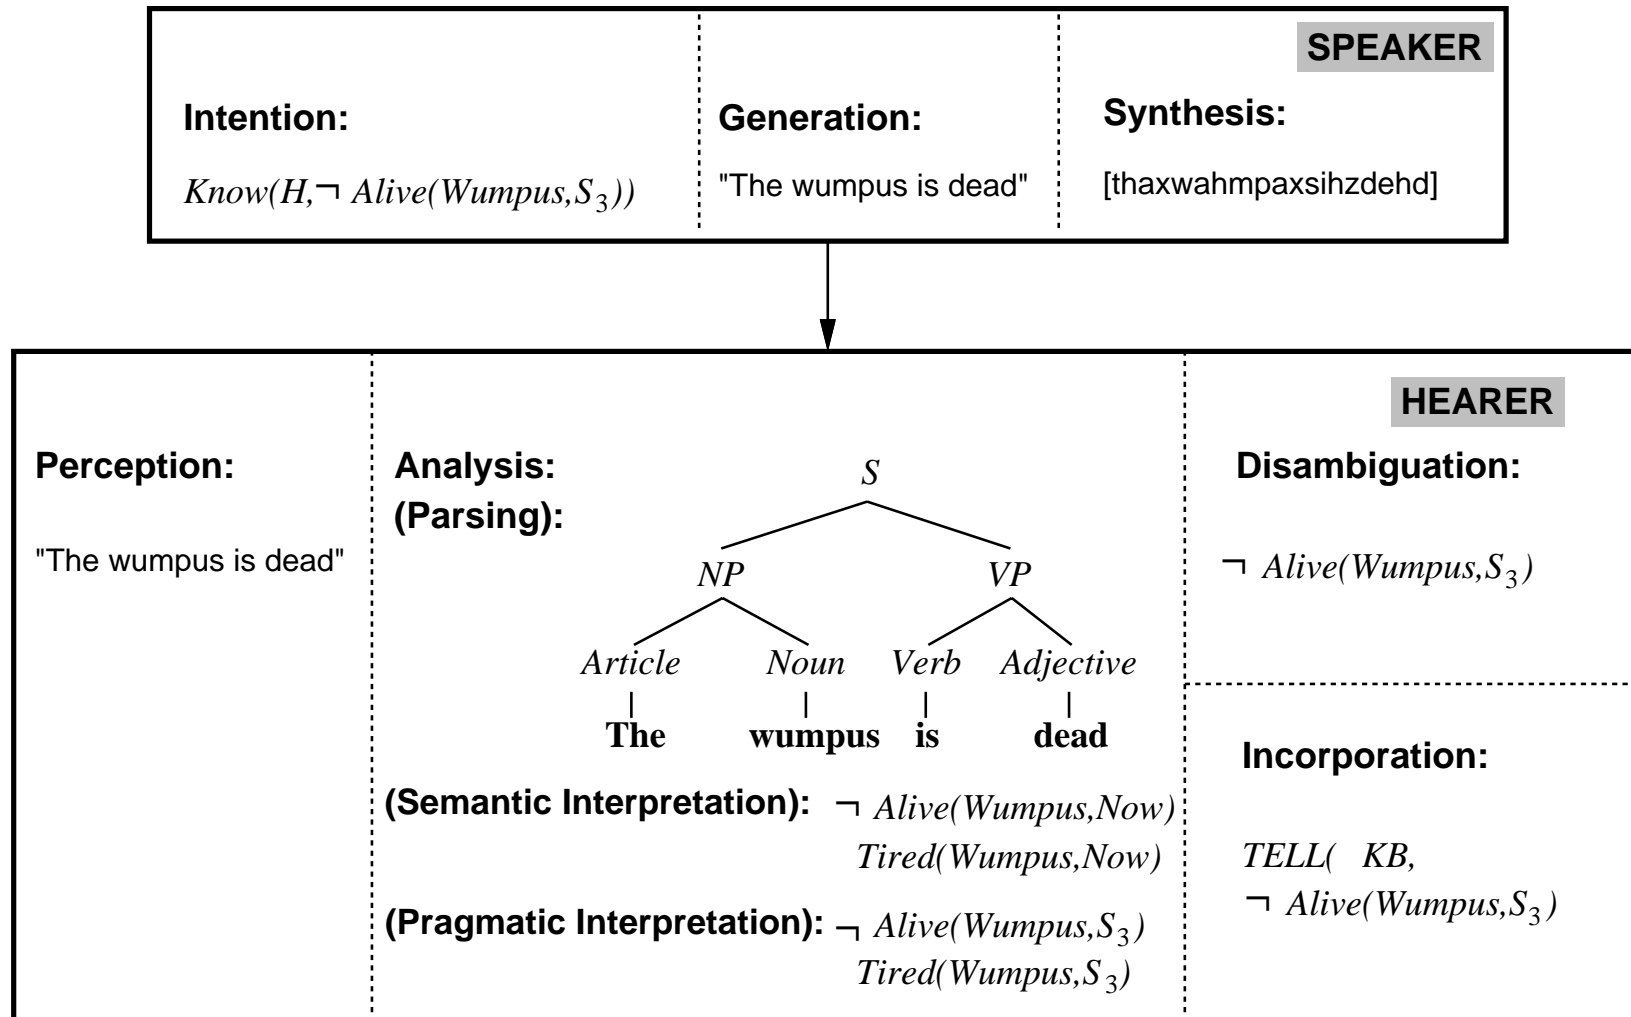 SPEAKER
Intention:
Know(H,¬ Alive(Wumpus,S₃))
Generation:
"The wumpus is dead"
Synthesis:
[thaxwahmpaxsihzdehd]
HEARER
Perception:
"The wumpus is dead"
Analysis:
(Parsing):
S
NP VP
Article Noun Verb Adjective
The wumpus is dead
(Semantic Interpretation): ¬ Alive(Wumpus,Now)
Tired(Wumpus,Now)
(Pragmatic Interpretation): ¬ Alive(Wumpus,S₃)
Tired(Wumpus,S₃)
Disambiguation:
¬ Alive(Wumpus,S₃)
Incorporation:
TELL( KB,
¬ Alive(Wumpus,S₃)